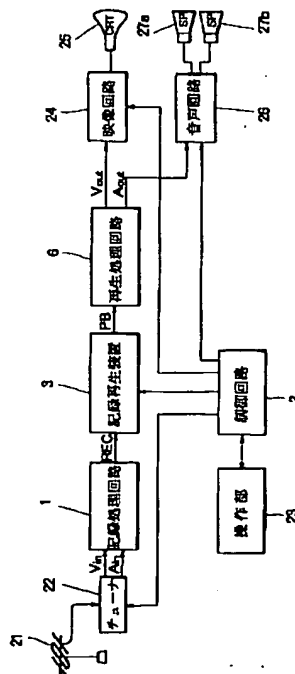 21
22
チューナ
Vin
Ain
1
記録処理回路
REC
3
記録再生装置
PB
6
再生処理回路
Vout
Aout
24
映像回路
25
CRT
27a
SP
27b
SP
音声回路
26
制御回路
2
操作部